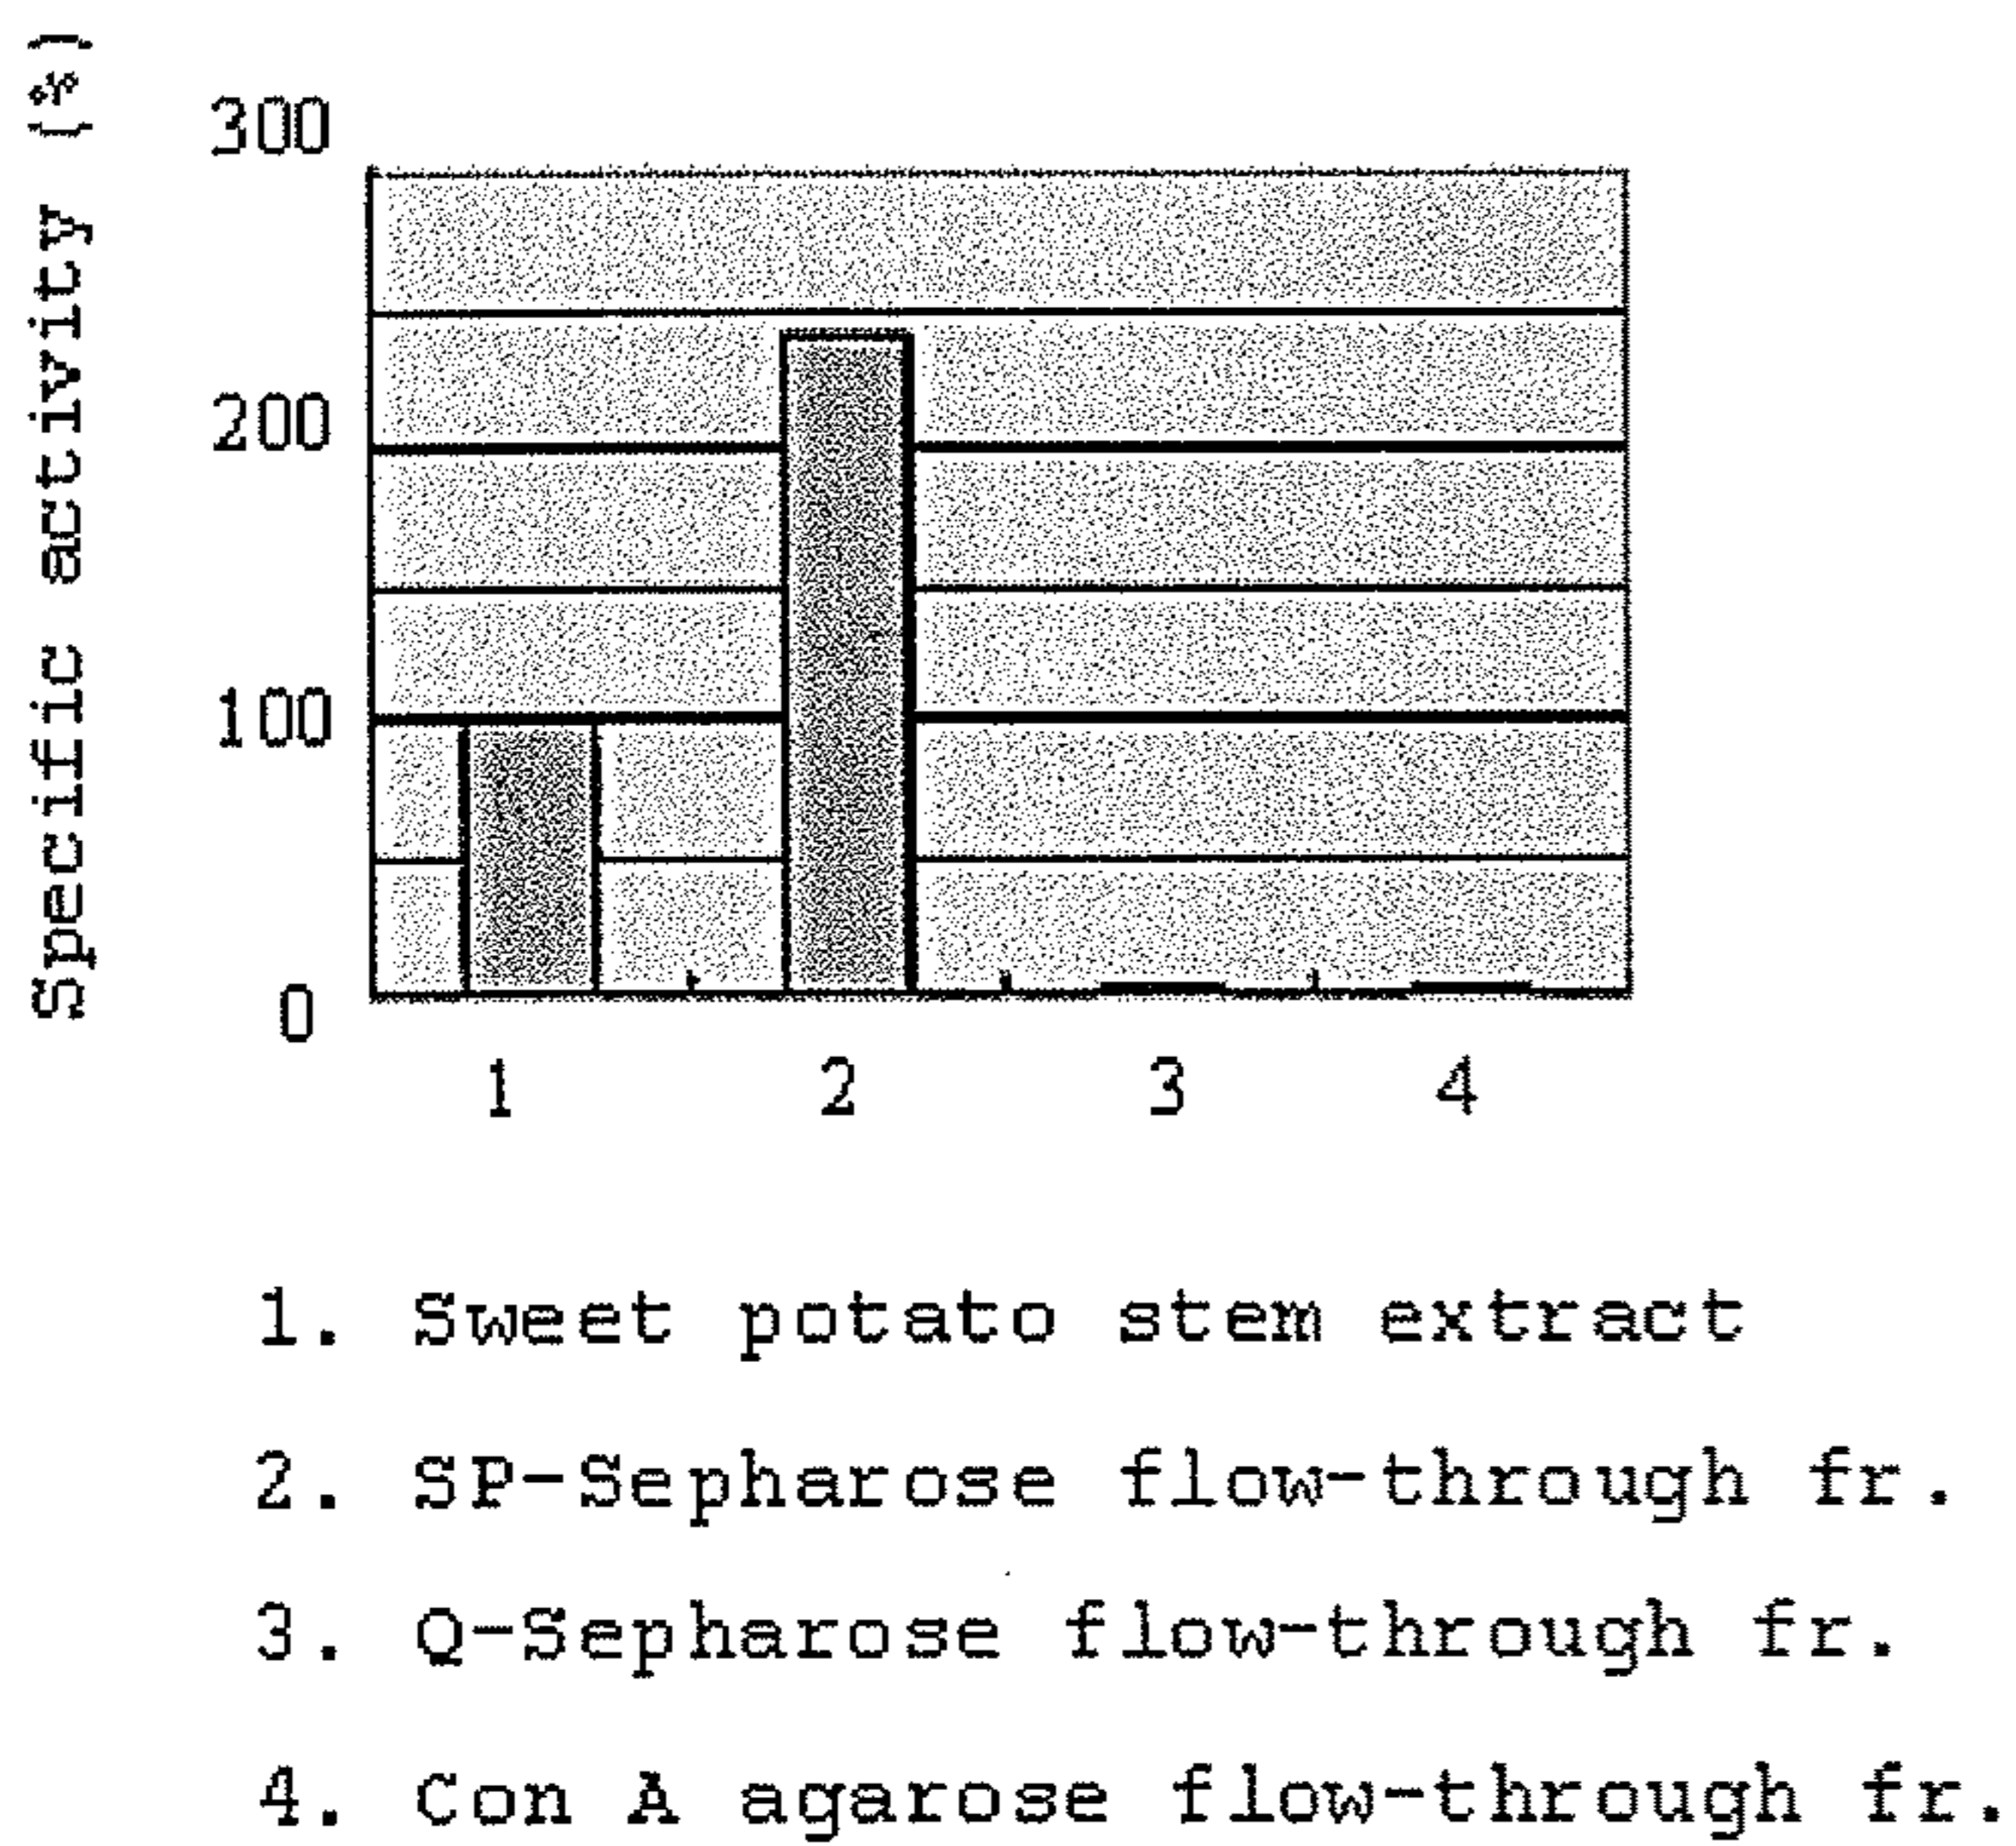 Specific activity (%)
300
200
100
0
1 2 3 4
1. Sweet potato stem extract
2. SP-Sepharose flow-through fr.
3. Q-Sepharose flow-through fr.
4. Con A agarose flow-through fr.